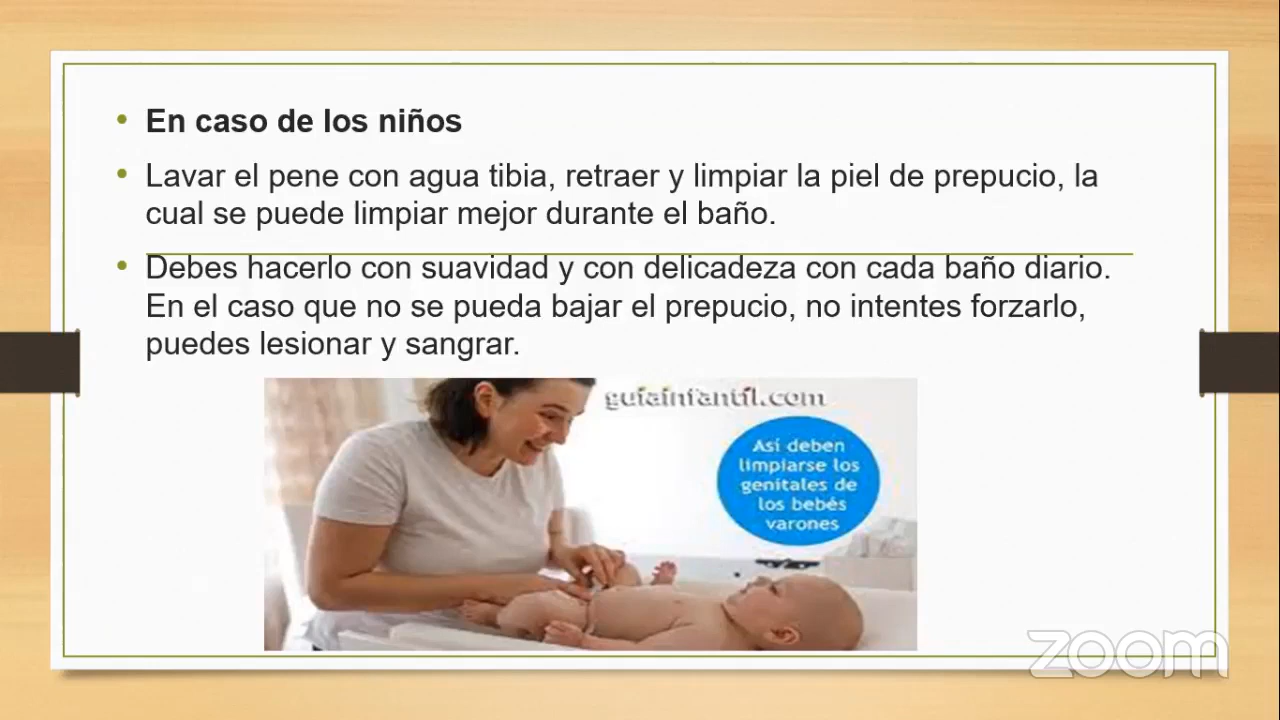 En caso de los niños
Lavar el pene con agua tibia, retraer y limpiar la piel de prepucio, la
cual se puede limpiar mejor durante el baño.
Debes hacerlo con suavidad y con delicadeza con cada baño diario.
En el caso que no se pueda bajar el prepucio, no intentes forzarlo,
puedes lesionar y sangrar.
guiainfantil.com
Así deben
limpiarse los
genitales de
los bebés
varones
zoom